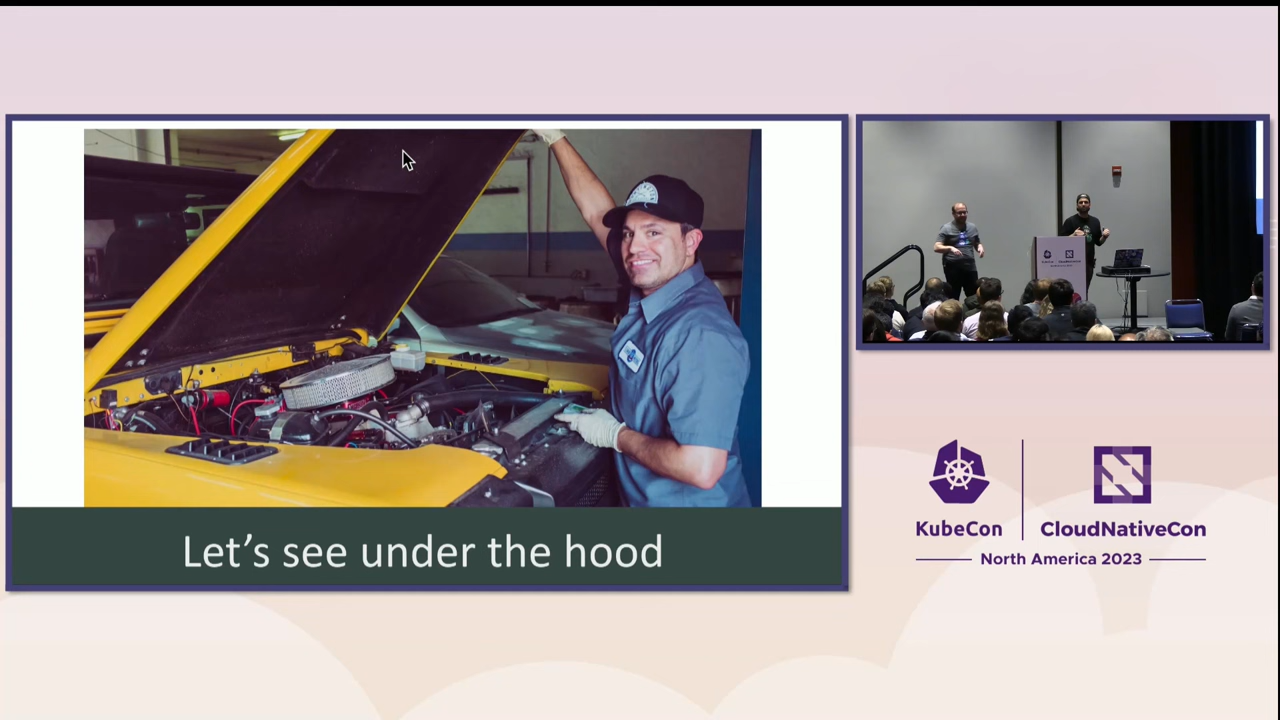 Let's see under the hood
KubeCon
CloudNativeCon
North America 2023